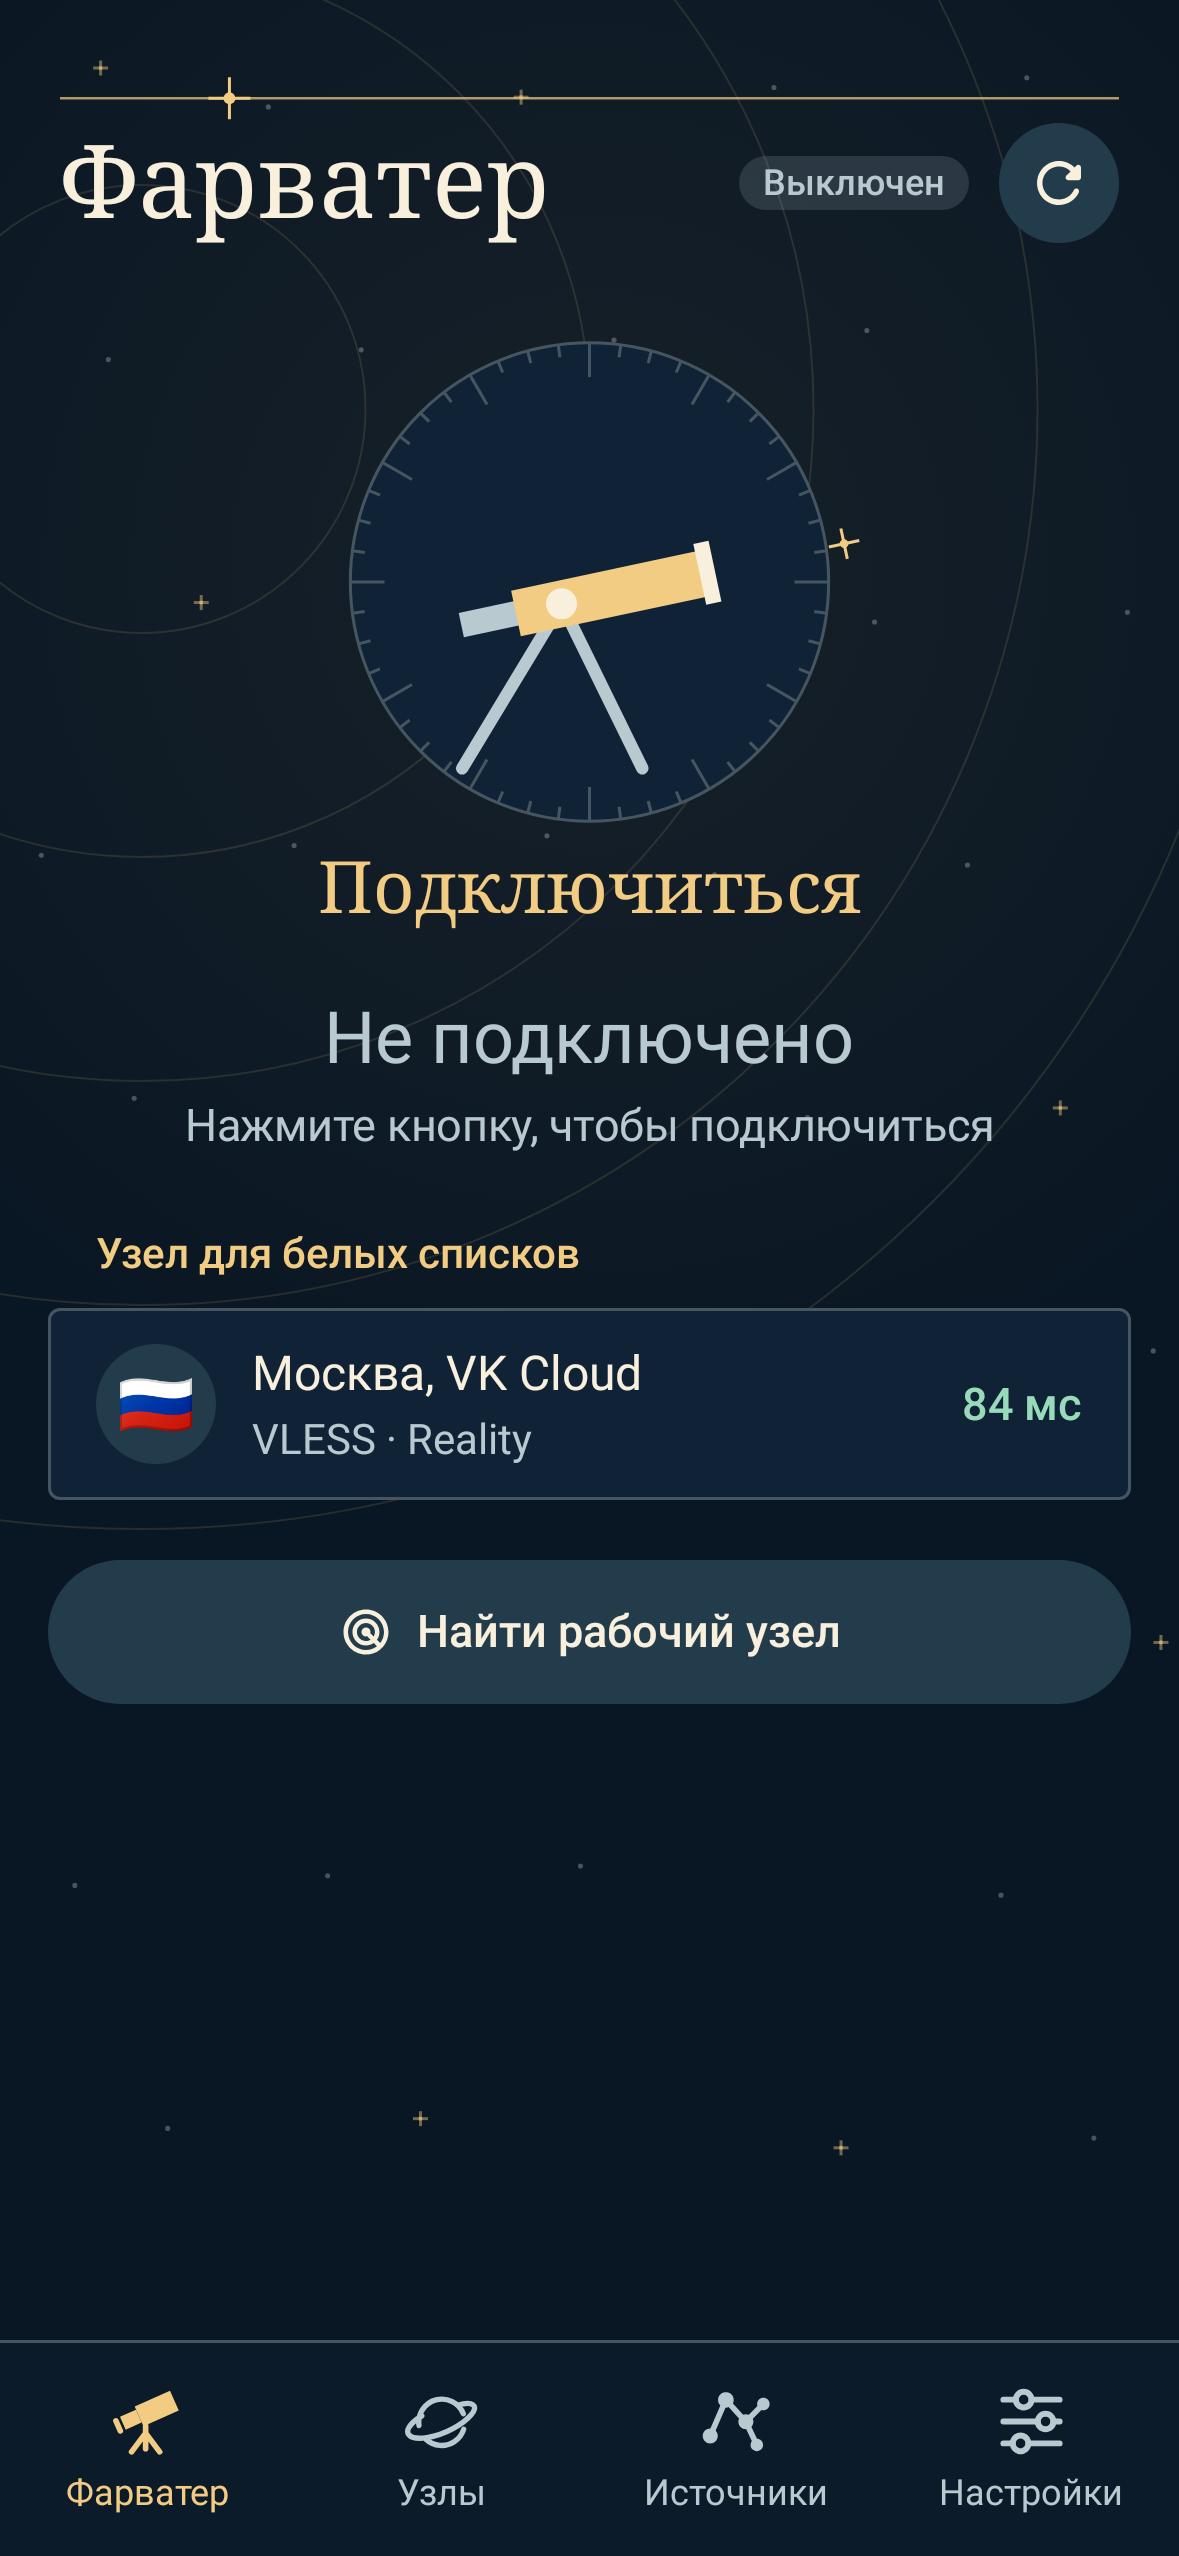 Фарватер
Выключен
Подключиться
Не подключено
Нажмите кнопку, чтобы подключиться
Узел для белых списков
Москва, VK Cloud
VLESS · Reality
84 мс
Найти рабочий узел
Фарватер
Узлы
Источники
Настройки